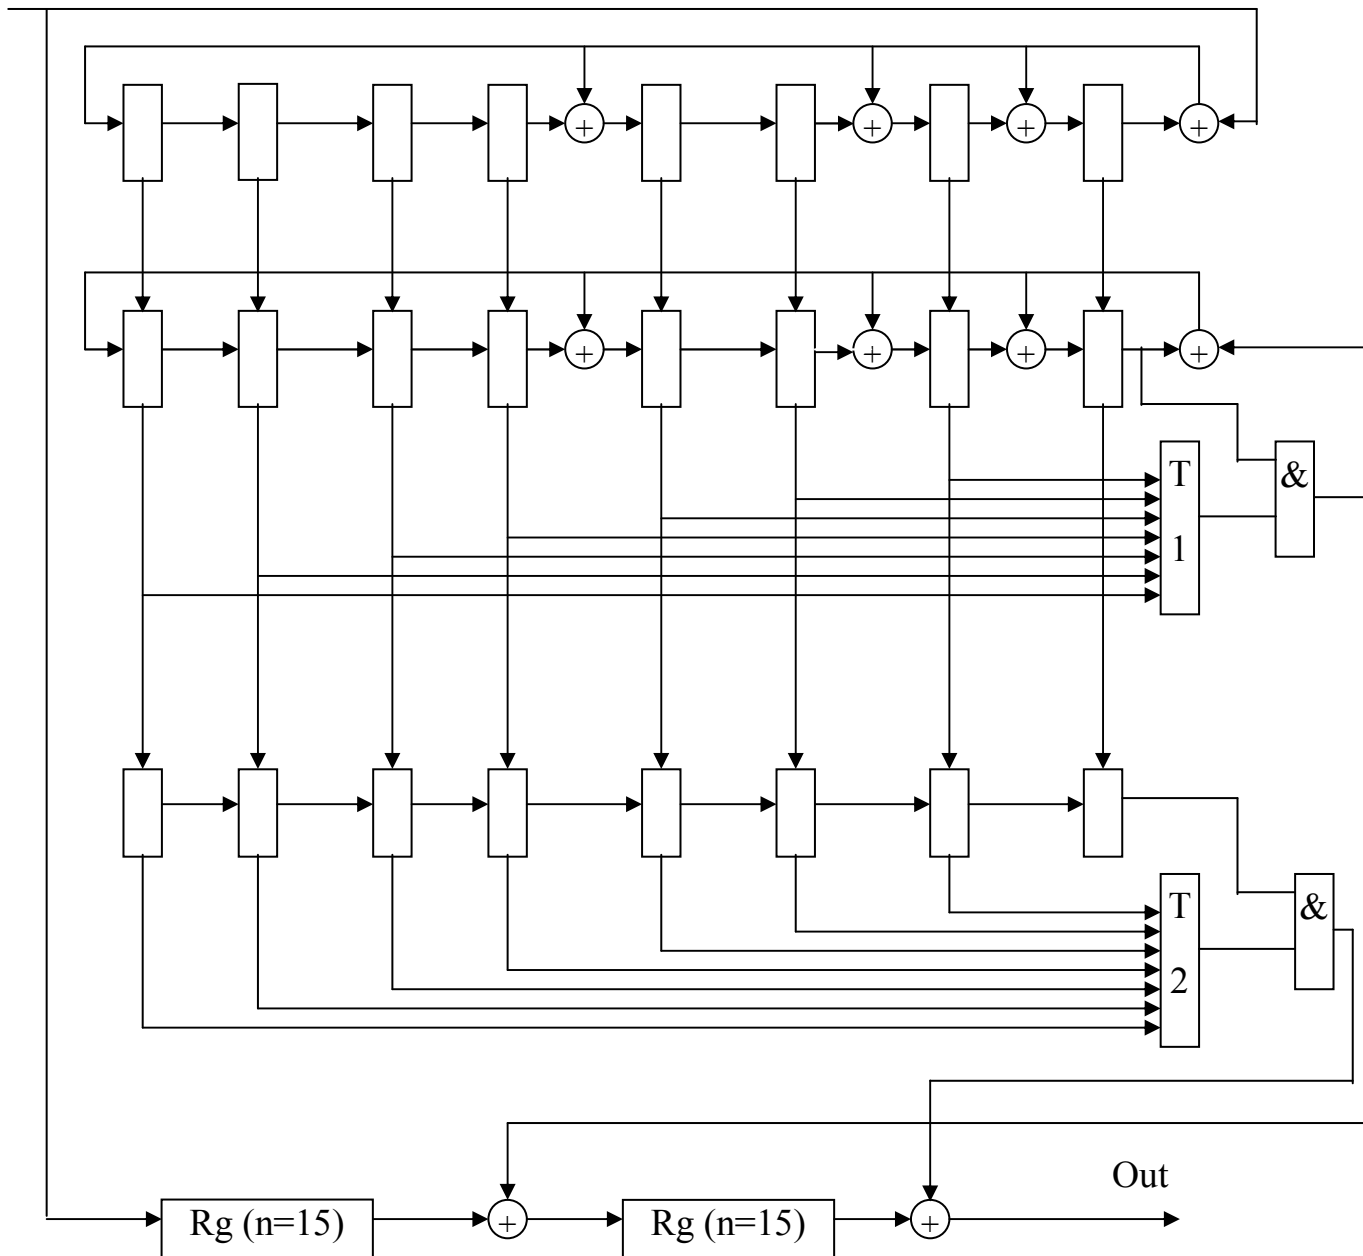 + + + +
+ + + +
T
1
&
T
2
&
Out
Rg (n=15) + Rg (n=15) +